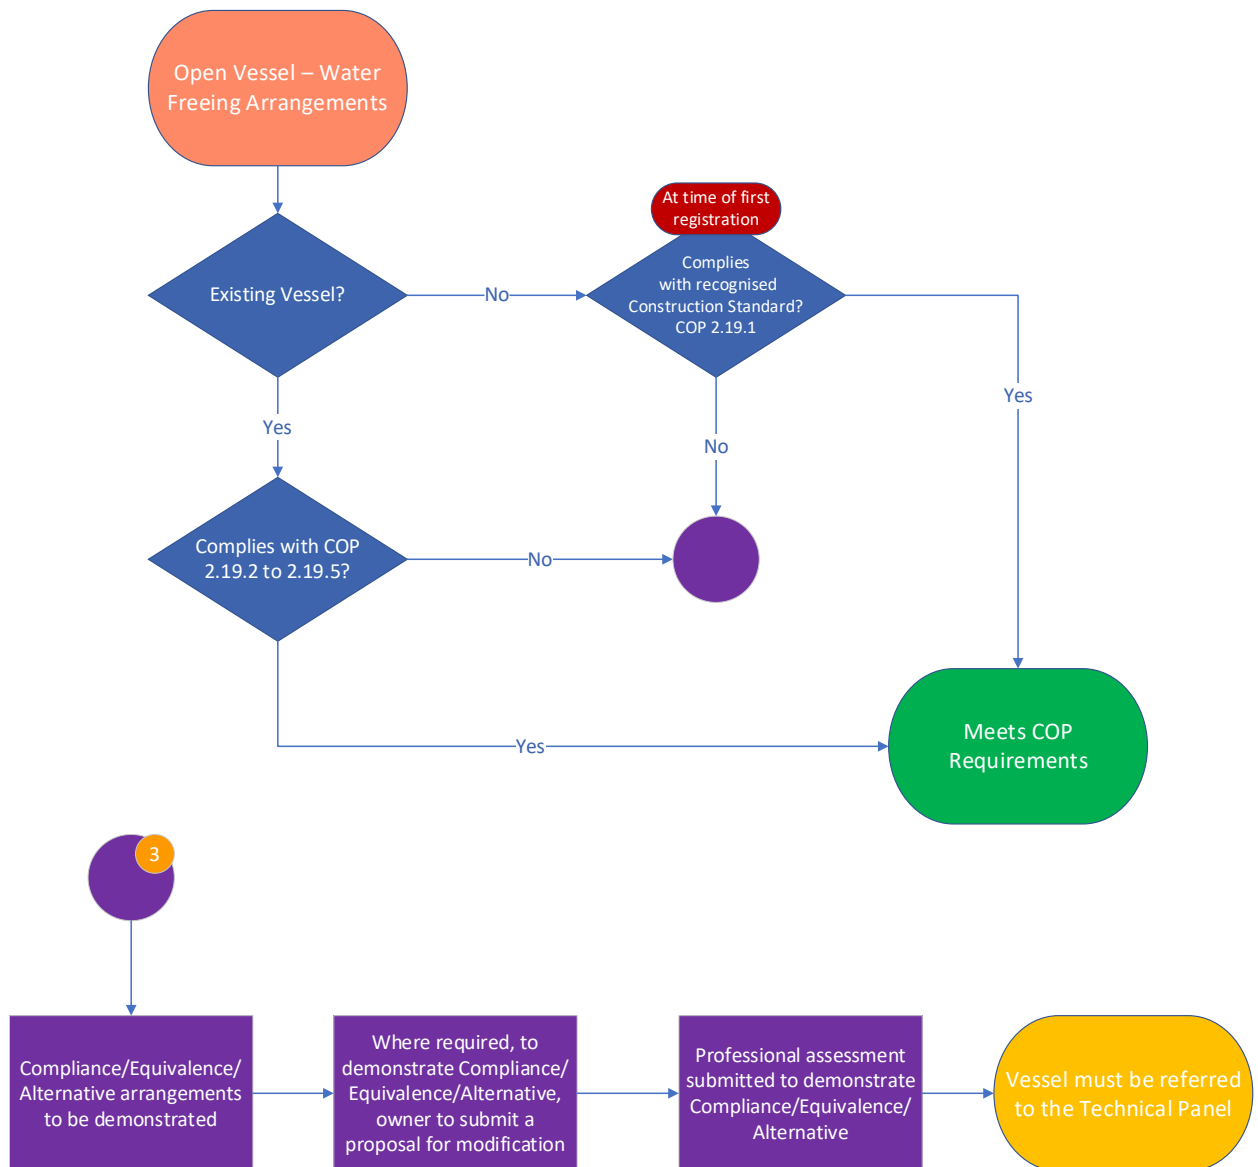 Open Vessel – Water
Freeing Arrangements
At time of first
registration
Existing Vessel?
No
Complies
with recognised
Construction Standard?
COP 2.19.1
Yes
Yes
No
Complies with COP
2.19.2 to 2.19.5?
No
Meets COP
Requirements
Yes
3
Compliance/Equivalence/
Alternative arrangements
to be demonstrated
Where required, to
demonstrate Compliance/
Equivalence/Alternative,
owner to submit a
proposal for modification
Professional assessment
submitted to demonstrate
Compliance/Equivalence/
Alternative
Vessel must be referred
to the Technical Panel